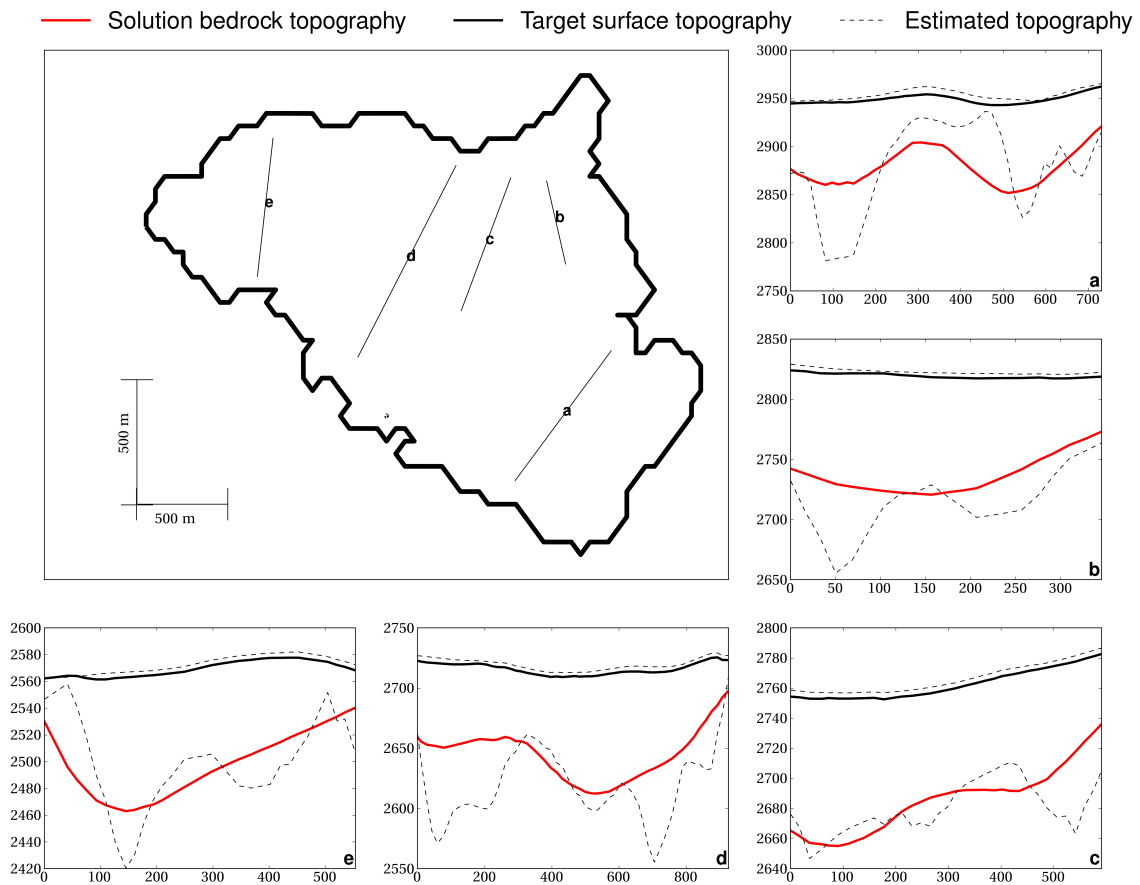 Solution bedrock topography Target surface topography Estimated topography
e
d
c
b
a
a
500 m
500 m
3000
2950
2900
2850
2800
2750
0 100 200 300 400 500 600 700
a
2850
2800
2750
2700
2650
0 50 100 150 200 250 300
b
2600
2580
2560
2540
2520
2500
2480
2460
2440
2420
0 100 200 300 400 500
e
2750
2700
2650
2600
2550
0 200 400 600 800
d
2800
2780
2760
2740
2720
2700
2680
2660
2640
0 100 200 300 400 500
c